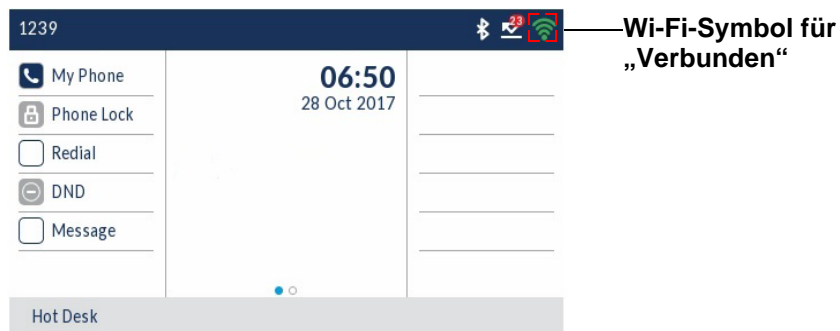 1239
23
Wi-Fi-Symbol für
„Verbunden“
My Phone
06:50
28 Oct 2017
Phone Lock
Redial
DND
Message
Hot Desk